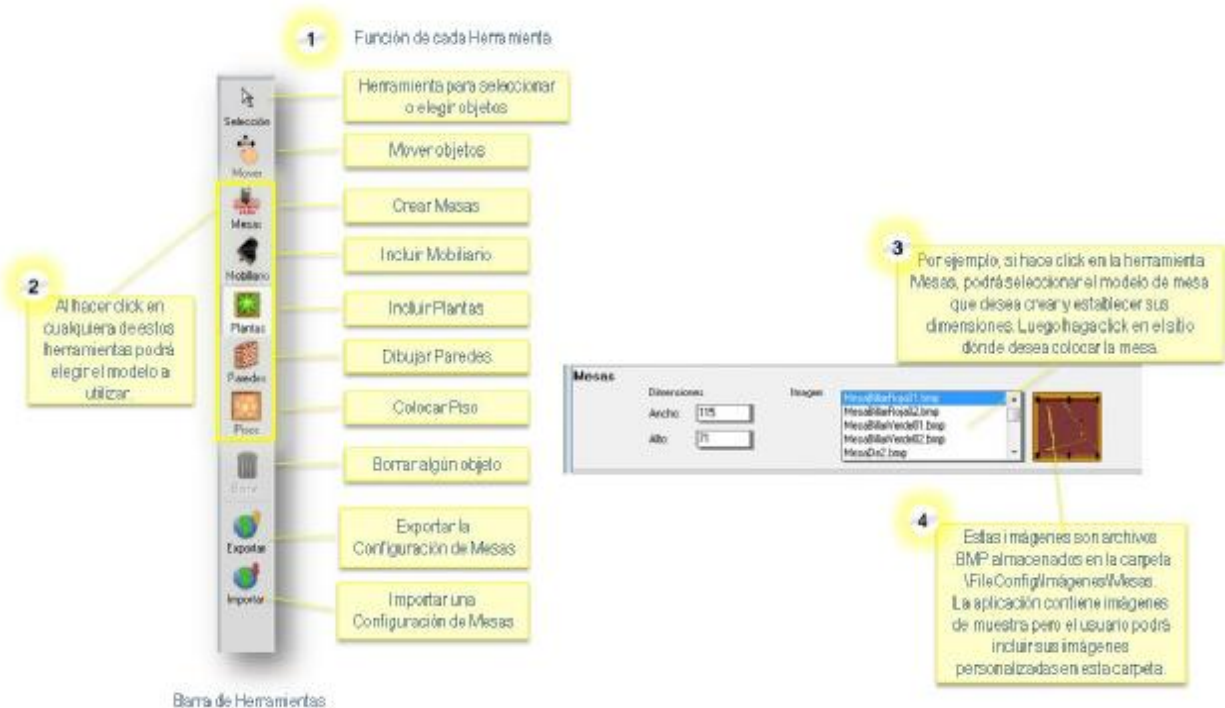 1
Función de cada Herramienta
Selección
Herramienta para seleccionar
o elegir objetos
Mover
Mover objetos
Mesas
Crear Mesas
Mobiliario
Incluir Mobiliario
Plantas
Incluir Plantas
Paredes
Dibujar Paredes
Pisos
Colocar Piso
Borrar
Borrar algún objeto
Exportar
Exportar la
Configuración de Mesas
Importar
Importar una
Configuración de Mesas
Barra de Herramientas
2
Al hacer click en
cualquiera de estos
herramientas podrá
elegir el modelo a
utilizar
3
Por ejemplo, si hace click en la herramienta
Mesas, podrá seleccionar el modelo de mesa
que desea crear y establecer sus
dimensiones. Luego haga click en el sitio
donde desea colocar la mesa.
Mesas
Dimensiones
Ancho: 115
Alto: 71
Imagen
MesaBillarRoja01.bmp
MesaBillarRoja02.bmp
MesaBillarVerde01.bmp
MesaBillarVerde02.bmp
MesaDe2.bmp
4
Estas imágenes son archivos
BMP almacenados en la carpeta
\FileConfig\Imágenes\Mesas.
La aplicación contiene imágenes
de muestra pero el usuario podrá
incluir sus imágenes
personalizadas en esta carpeta.